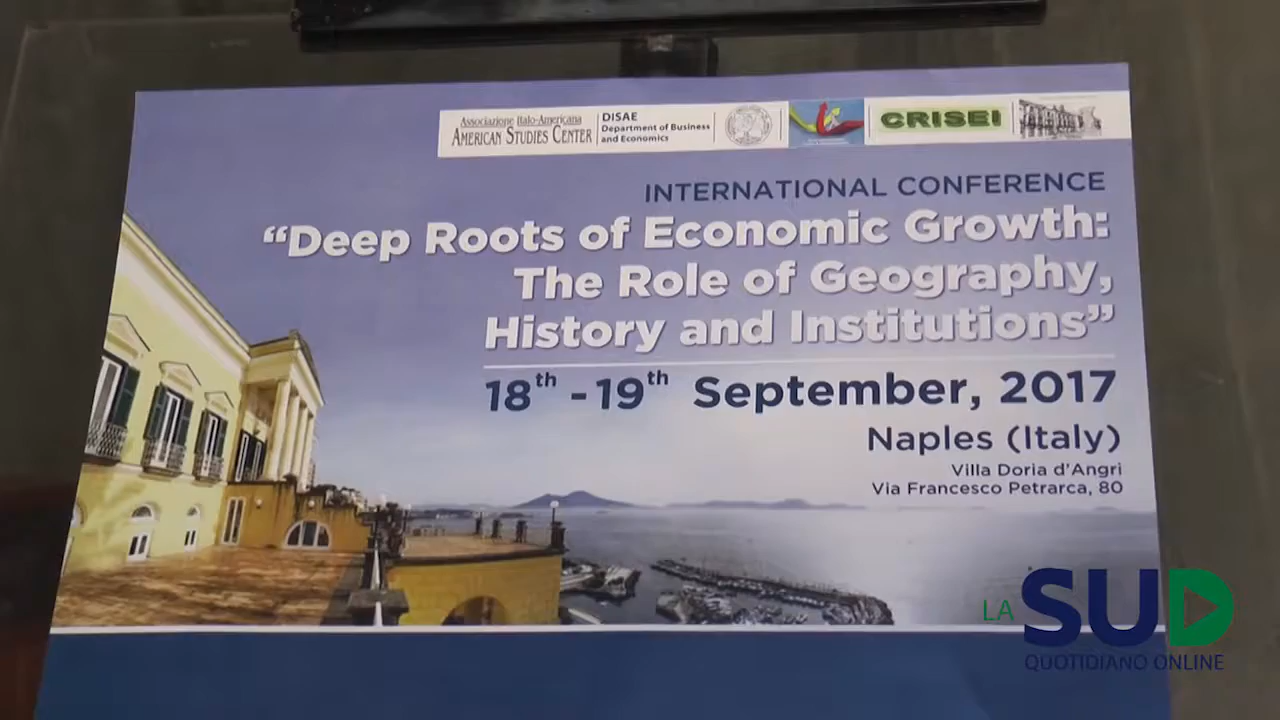 Associazione Italo-Americana
AMERICAN STUDIES CENTER
DISAE
Department of Business
and Economics
CRISEI
INTERNATIONAL CONFERENCE
“Deep Roots of Economic Growth:
The Role of Geography,
History and Institutions”
18th - 19th September, 2017
Naples (Italy)
Villa Doria d'Angri
Via Francesco Petrarca, 80
LA SUD
QUOTIDIANO ONLINE